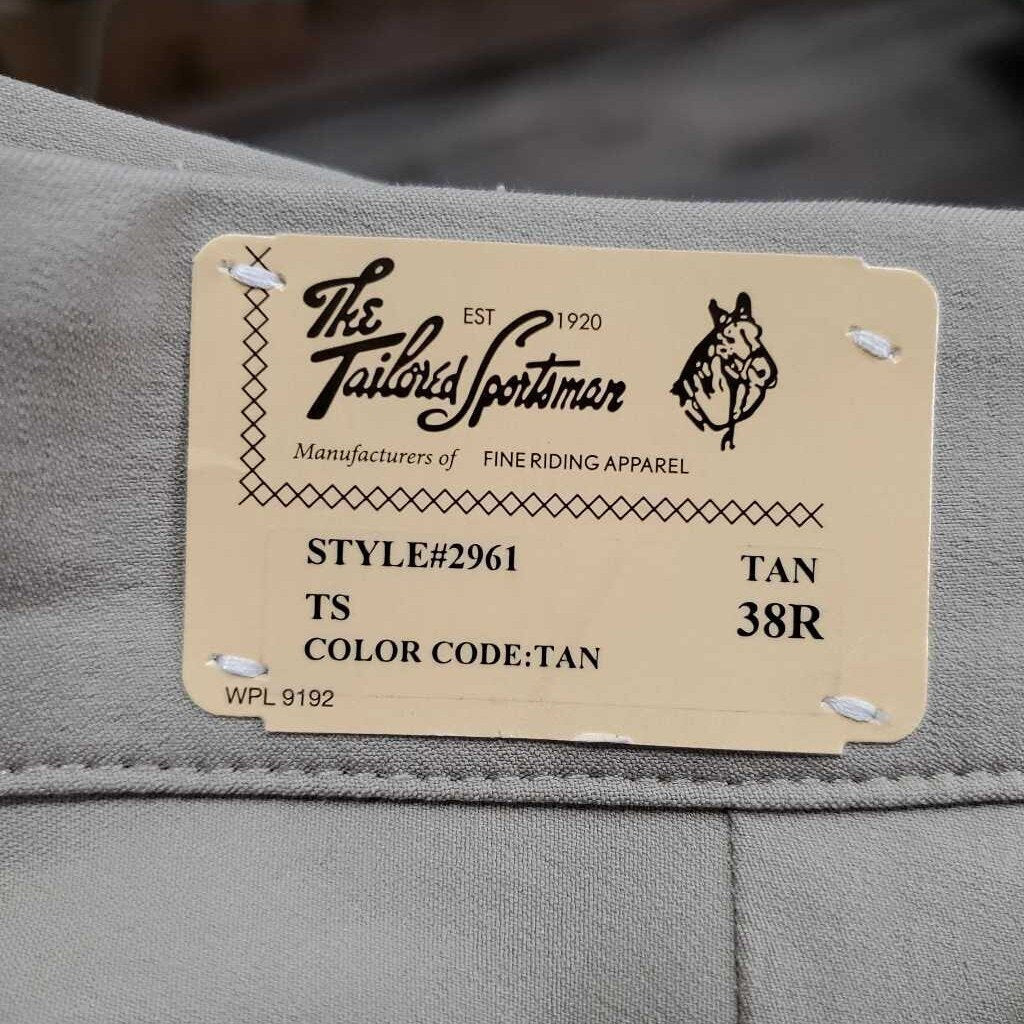 The
EST 1920
Tailored Sportsman
Manufacturers of FINE RIDING APPAREL
STYLE#2961 TAN
TS 38R
COLOR CODE:TAN
WPL 9192